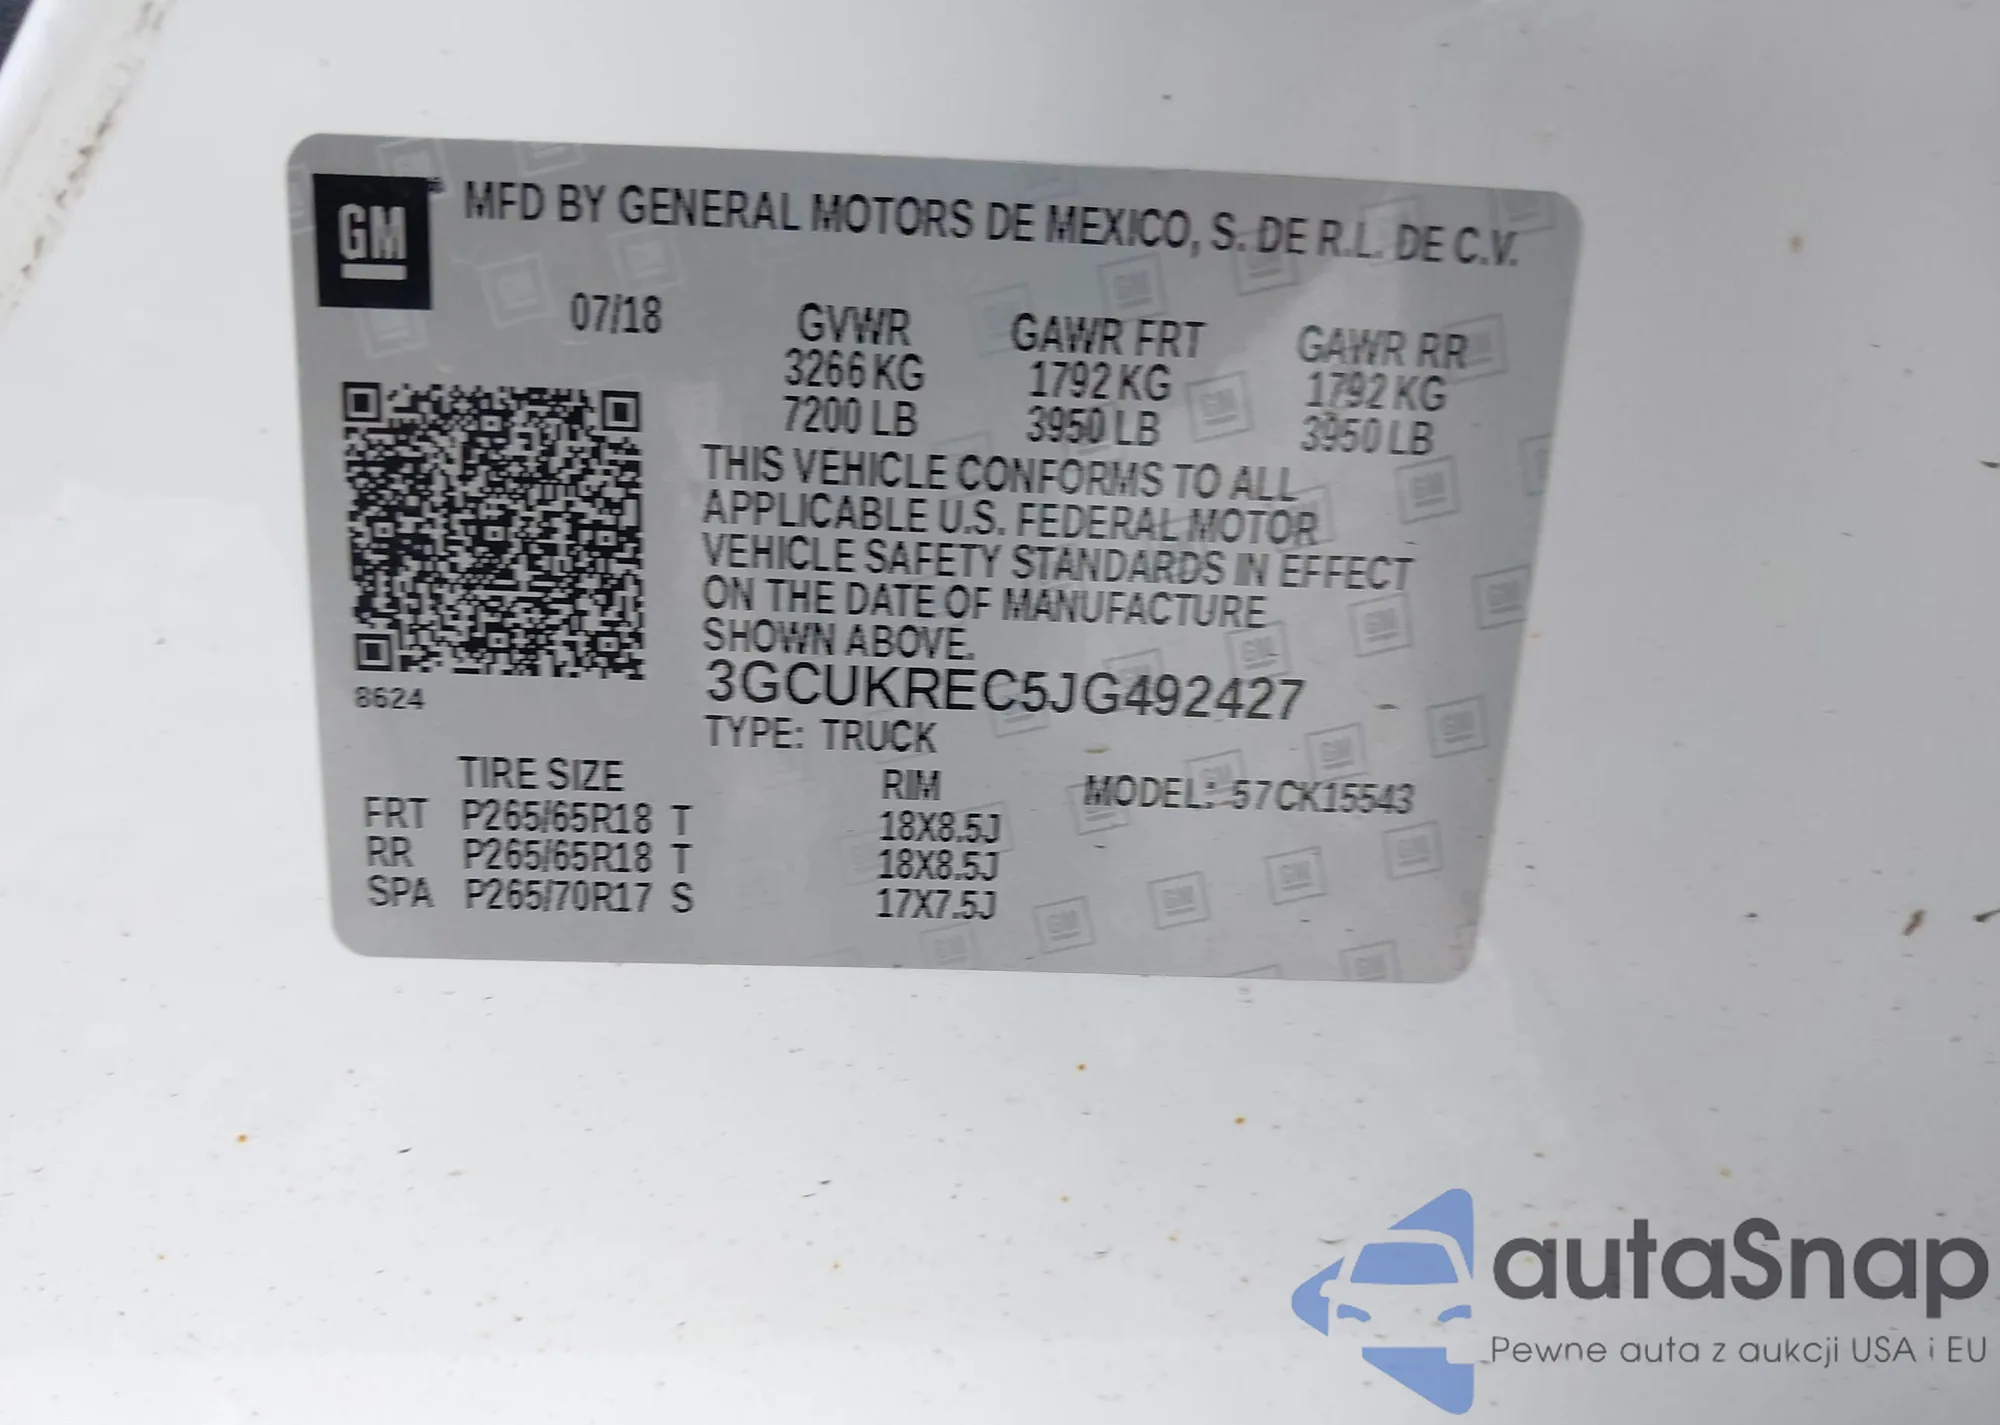 GM
MFD BY GENERAL MOTORS DE MEXICO, S. DE R.L. DE C.V.
07/18
GVWR GAWR FRT GAWR RR
3266 KG 1792 KG 1792 KG
7200 LB 3950 LB 3950 LB
THIS VEHICLE CONFORMS TO ALL
APPLICABLE U.S. FEDERAL MOTOR
VEHICLE SAFETY STANDARDS IN EFFECT
ON THE DATE OF MANUFACTURE
SHOWN ABOVE.
3GCUKREC5JG492427
8624
TYPE: TRUCK
TIRE SIZE RIM MODEL: 57CK15543
FRT P265/65R18 T 18X8.5J
RR P265/65R18 T 18X8.5J
SPA P265/70R17 S 17X7.5J
autaSnap
Pewne auta z aukcji USA i EU